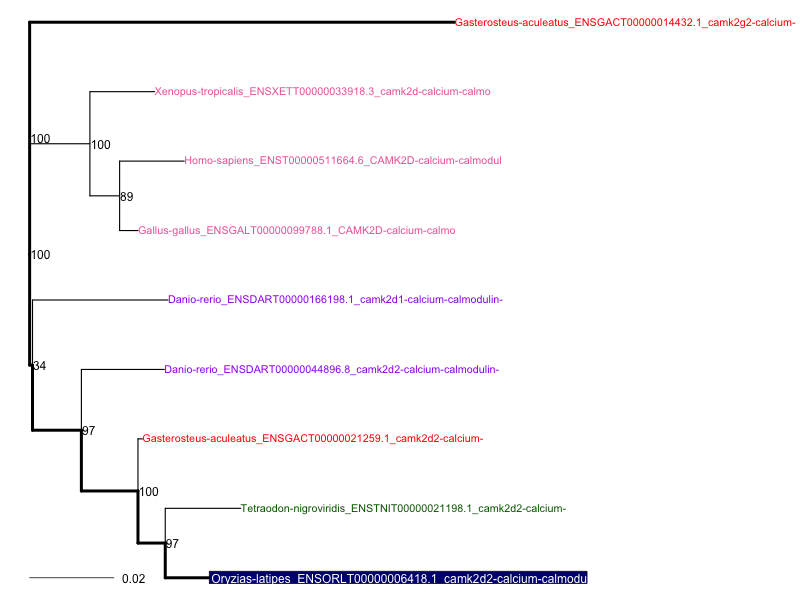 Gasterosteus-aculeatus_ENSGACT00000014432.1_camk2g2-calcium-
Xenopus-tropicalis_ENSXETT00000033918.3_camk2d-calcium-calmo
100
100
Homo-sapiens_ENST00000511664.6_CAMK2D-calcium-calmodul
89
Gallus-gallus_ENSGALT00000099788.1_CAMK2D-calcium-calmo
100
Danio-rerio_ENSDART00000166198.1_camk2d1-calcium-calmodulin-
34
Danio-rerio_ENSDART00000044896.8_camk2d2-calcium-calmodulin-
97
Gasterosteus-aculeatus_ENSGACT00000021259.1_camk2d2-calcium-
100
Tetraodon-nigroviridis_ENSTNIT00000021198.1_camk2d2-calcium-
97
Oryzias-latipes_ENSORLT00000006418.1_camk2d2-calcium-calmodu
0.02